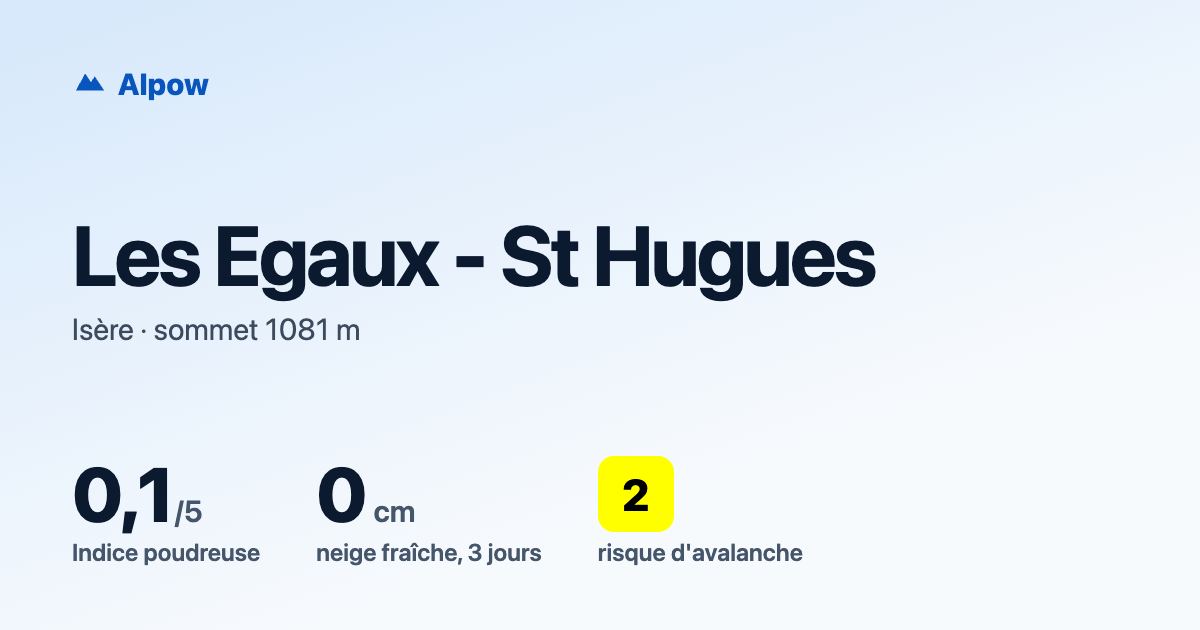 Alpow
Les Egaux - St Hugues
Isère · sommet 1081 m
0,1/5
Indice poudreuse
0 cm
neige fraîche, 3 jours
2
risque d'avalanche